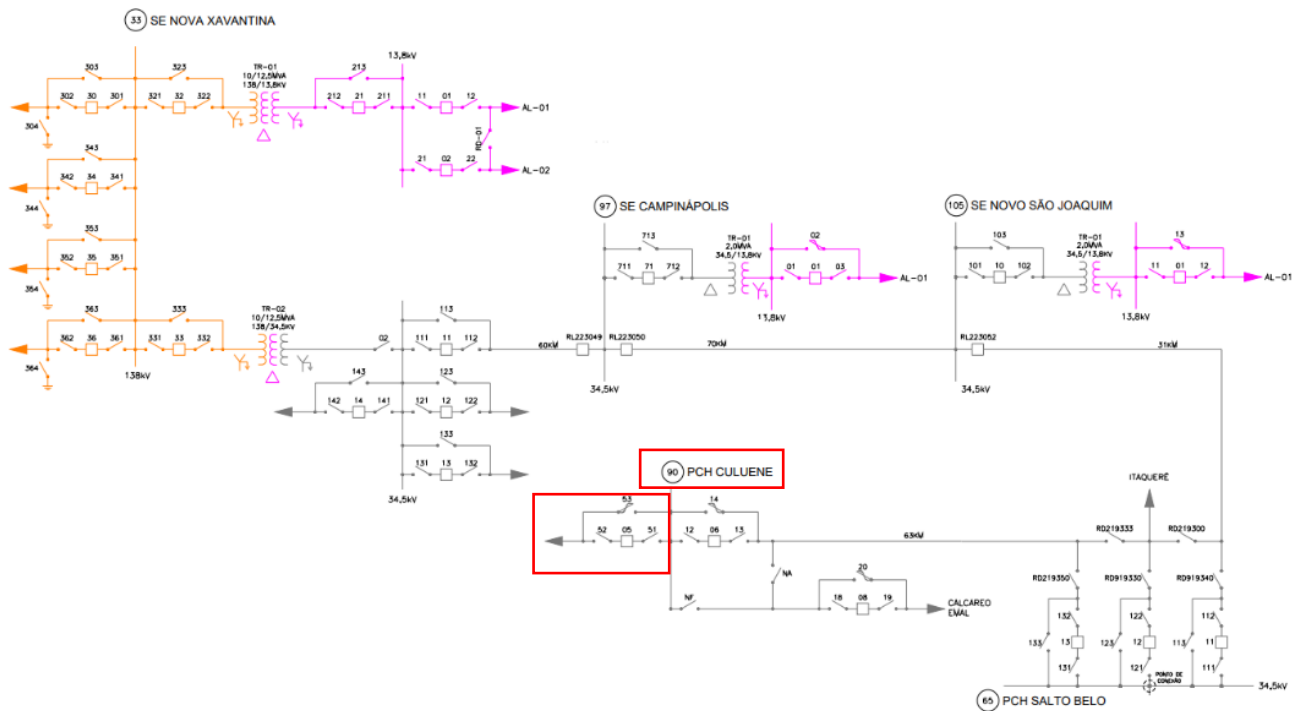 33 SE NOVA XAVANTINA
303
323
302 30 301
321 32 322
304
TR-01
10/12,5MVA
138/13,8KV
213
212 21 211
13,8kV
11 01 12
AL-01
RD-01
21 02 22
AL-02
343
342 34 341
344
353
352 35 351
354
363
333
362 36 361
331 33 332
364
138kV
TR-02
10/12,5MVA
138/34,5KV
02
113
111 11 112
143
123
142 14 141
121 12 122
133
131 13 132
34,5kV
60KM
RL223049
RL223050
70KM
RL223052
31KM
97 SE CAMPINÁPOLIS
713
711 71 712
TR-01
2,0MVA
34,5/13,8KV
02
01 01 03
AL-01
13,8kV
34,5kV
105 SE NOVO SÃO JOAQUIM
103
101 10 102
TR-01
2,0MVA
34,5/13,8KV
13
11 01 12
AL-01
13,8kV
34,5kV
90 PCH CULUENE
53
14
52 05 51
12 06 13
63KM
NA
NF
20
18 08 19
CALCAREO
EMAL
ITAQUERÊ
RD219333
RD219300
RD219350
RD919330
RD919340
132
122
112
133 13
123 12
113 11
131
121
111
PONTO DE
CONEXÃO
34,5kV
65 PCH SALTO BELO